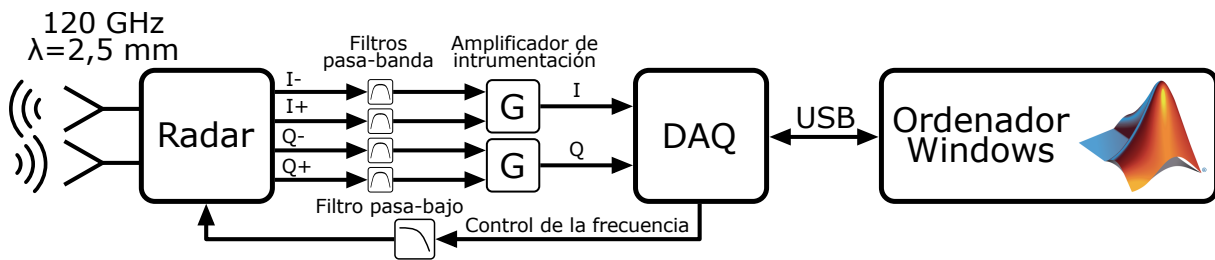 120 GHz
λ=2,5 mm
Filtros
pasa-banda
Amplificador de
intrumentación
I-
I+
Q-
Q+
Radar
G
G
I
Q
DAQ
USB
Ordenador
Windows
Filtro pasa-bajo
Control de la frecuencia